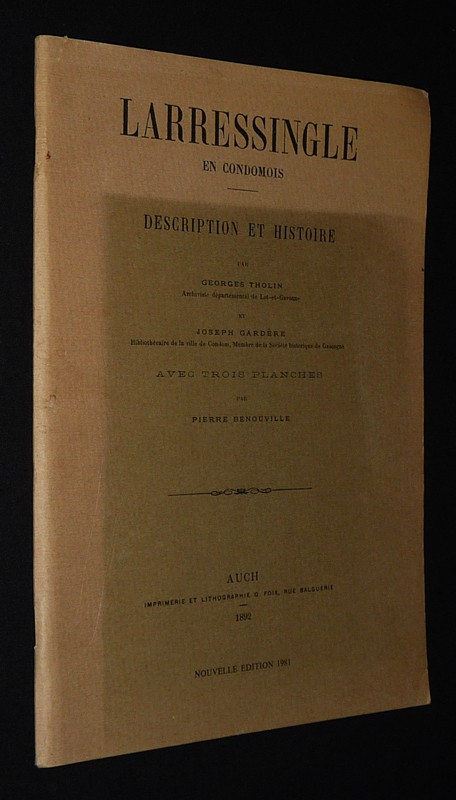 LARRESSINGLE
EN CONDOMOIS
DESCRIPTION ET HISTOIRE
PAR
GEORGES THOLIN
Archiviste départemental de Lot-et-Garonne
ET
JOSEPH GARDÈRE
Bibliothécaire de la ville de Condom, Membre de la Société historique de Gascogne
AVEC TROIS PLANCHES
PAR
PIERRE BENOUVILLE
AUCH
IMPRIMERIE ET LITHOGRAPHIE G. FOIX, RUE BALGUERIE
1892
NOUVELLE EDITION 1981